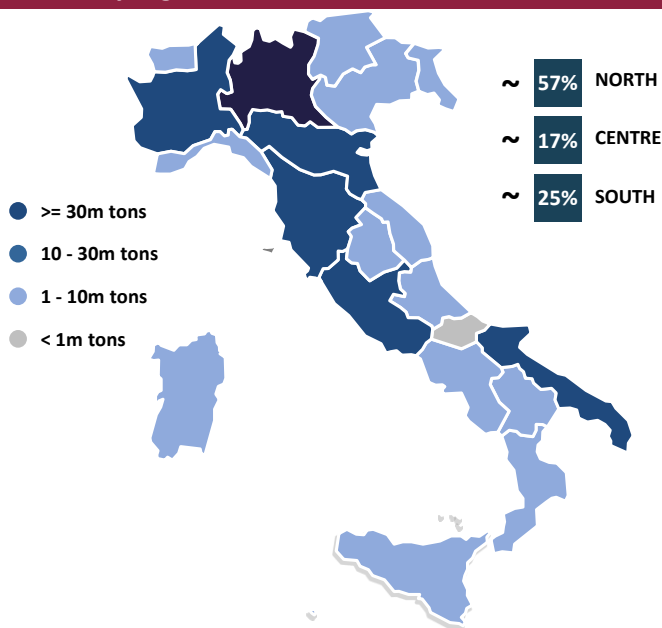 ~ 57% NORTH
~ 17% CENTRE
~ 25% SOUTH
>= 30m tons
10 - 30m tons
1 - 10m tons
< 1m tons